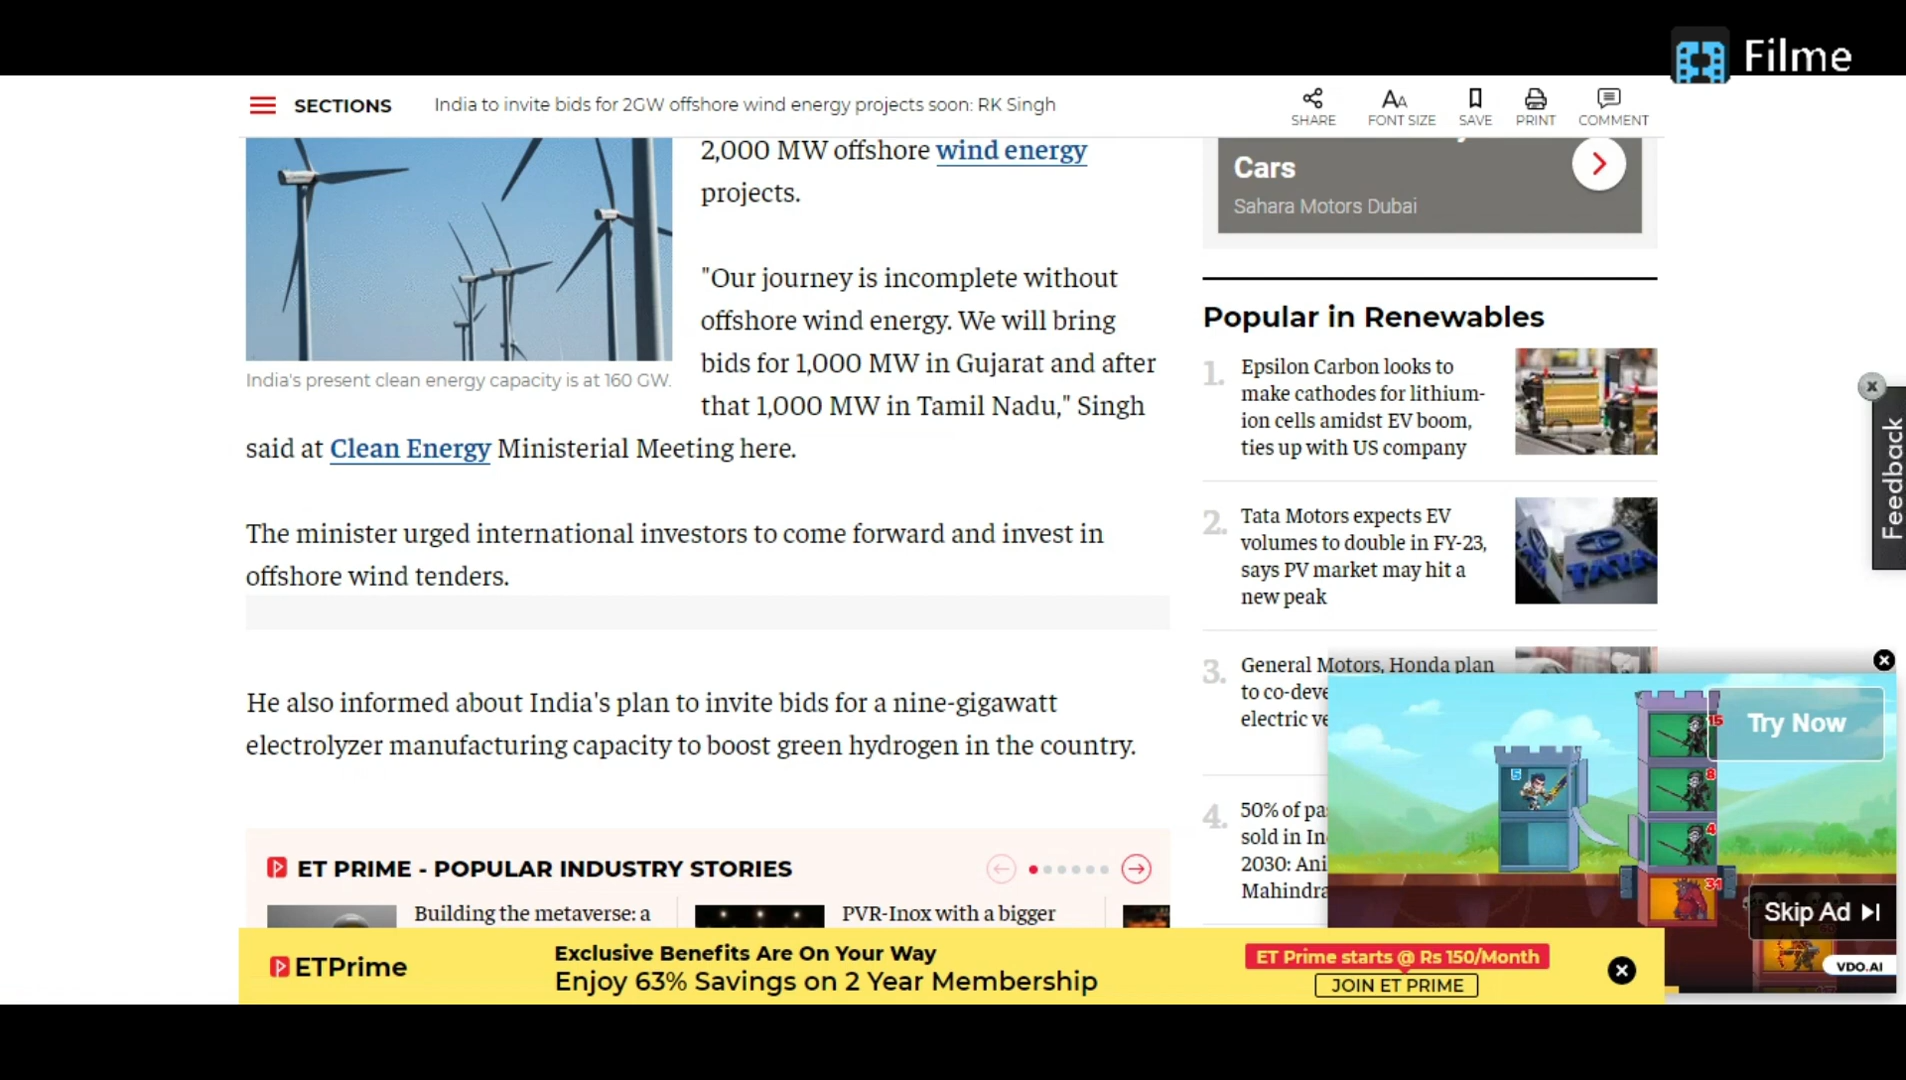 Filme
SECTIONS
India to invite bids for 2GW offshore wind energy projects soon: RK Singh
SHARE
FONT SIZE
SAVE
PRINT
COMMENT
2,000 MW offshore wind energy
projects.
"Our journey is incomplete without
offshore wind energy. We will bring
bids for 1,000 MW in Gujarat and after
that 1,000 MW in Tamil Nadu," Singh
said at Clean Energy Ministerial Meeting here.
India's present clean energy capacity is at 160 GW.
The minister urged international investors to come forward and invest in
offshore wind tenders.
He also informed about India's plan to invite bids for a nine-gigawatt
electrolyzer manufacturing capacity to boost green hydrogen in the country.
ET PRIME - POPULAR INDUSTRY STORIES
Building the metaverse: a
PVR-Inox with a bigger
Cars
Sahara Motors Dubai
Popular in Renewables
1.
Epsilon Carbon looks to
make cathodes for lithium-
ion cells amidst EV boom,
ties up with US company
2.
Tata Motors expects EV
volumes to double in FY-23,
says PV market may hit a
new peak
TATA
3.
General Motors, Honda plan
to co-deve
electric ve
4.
50% of pa
sold in In
2030: Ani
Mahindra
Feedback
Try Now
15
8
5
4
31
Skip Ad
VDO.AI
ETPrime
Exclusive Benefits Are On Your Way
Enjoy 63% Savings on 2 Year Membership
ET Prime starts @ Rs 150/Month
JOIN ET PRIME